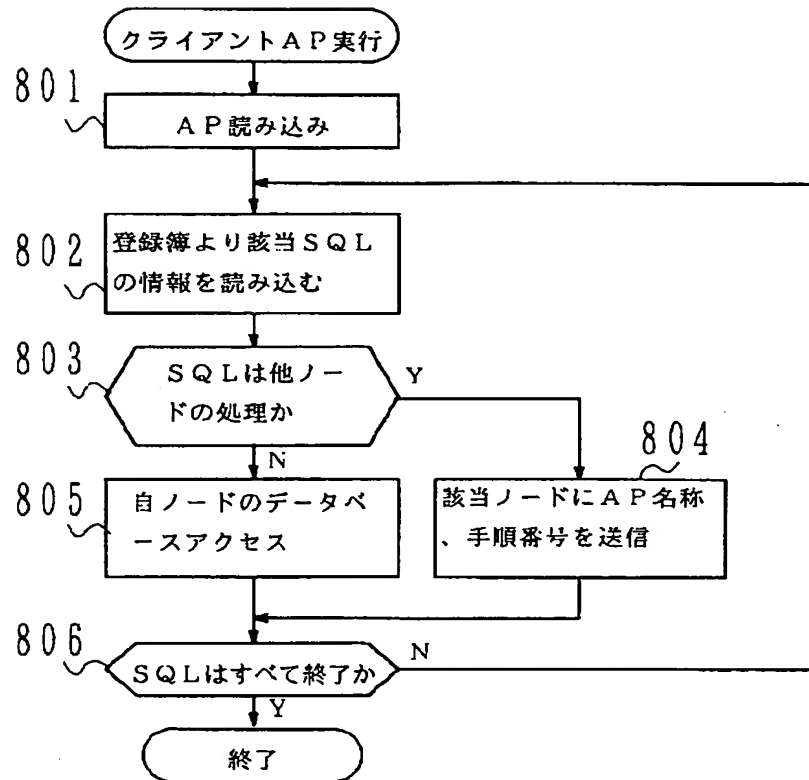 クライアントAP実行
801
AP読み込み
802
登録簿より該当SQL
の情報を読み込む
803
SQLは他ノー
ドの処理か
Y
N
804
該当ノードにAP名称
、手順番号を送信
805
自ノードのデータベ
ースアクセス
806
SQLはすべて終了か
N
Y
終了